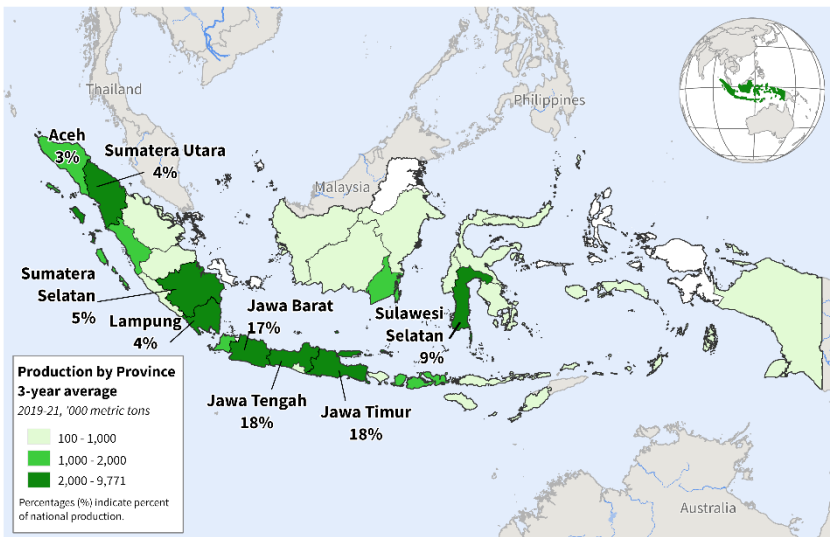 Thailand
Philippines
Aceh
3%
Sumatera Utara
4%
Malaysia
Sumatera
Selatan
5%
Lampung
4%
Jawa Barat
17%
Sulawesi
Selatan
9%
Jawa Tengah
18%
Jawa Timur
18%
Production by Province
3-year average
2019-21, '000 metric tons
100 - 1,000
1,000 - 2,000
2,000 - 9,771
Percentages (%) indicate percent
of national production.
Australia